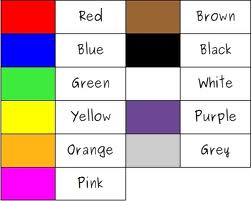 Red Brown
Blue Black
Green White
Yellow Purple
Orange Grey
Pink